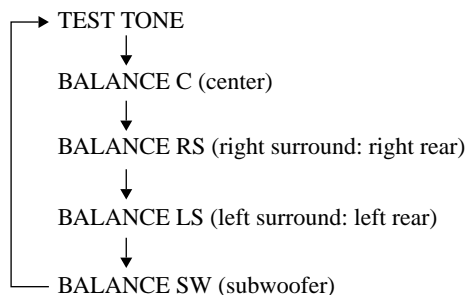 TEST TONE
BALANCE C (center)
BALANCE RS (right surround: right rear)
BALANCE LS (left surround: left rear)
BALANCE SW (subwoofer)